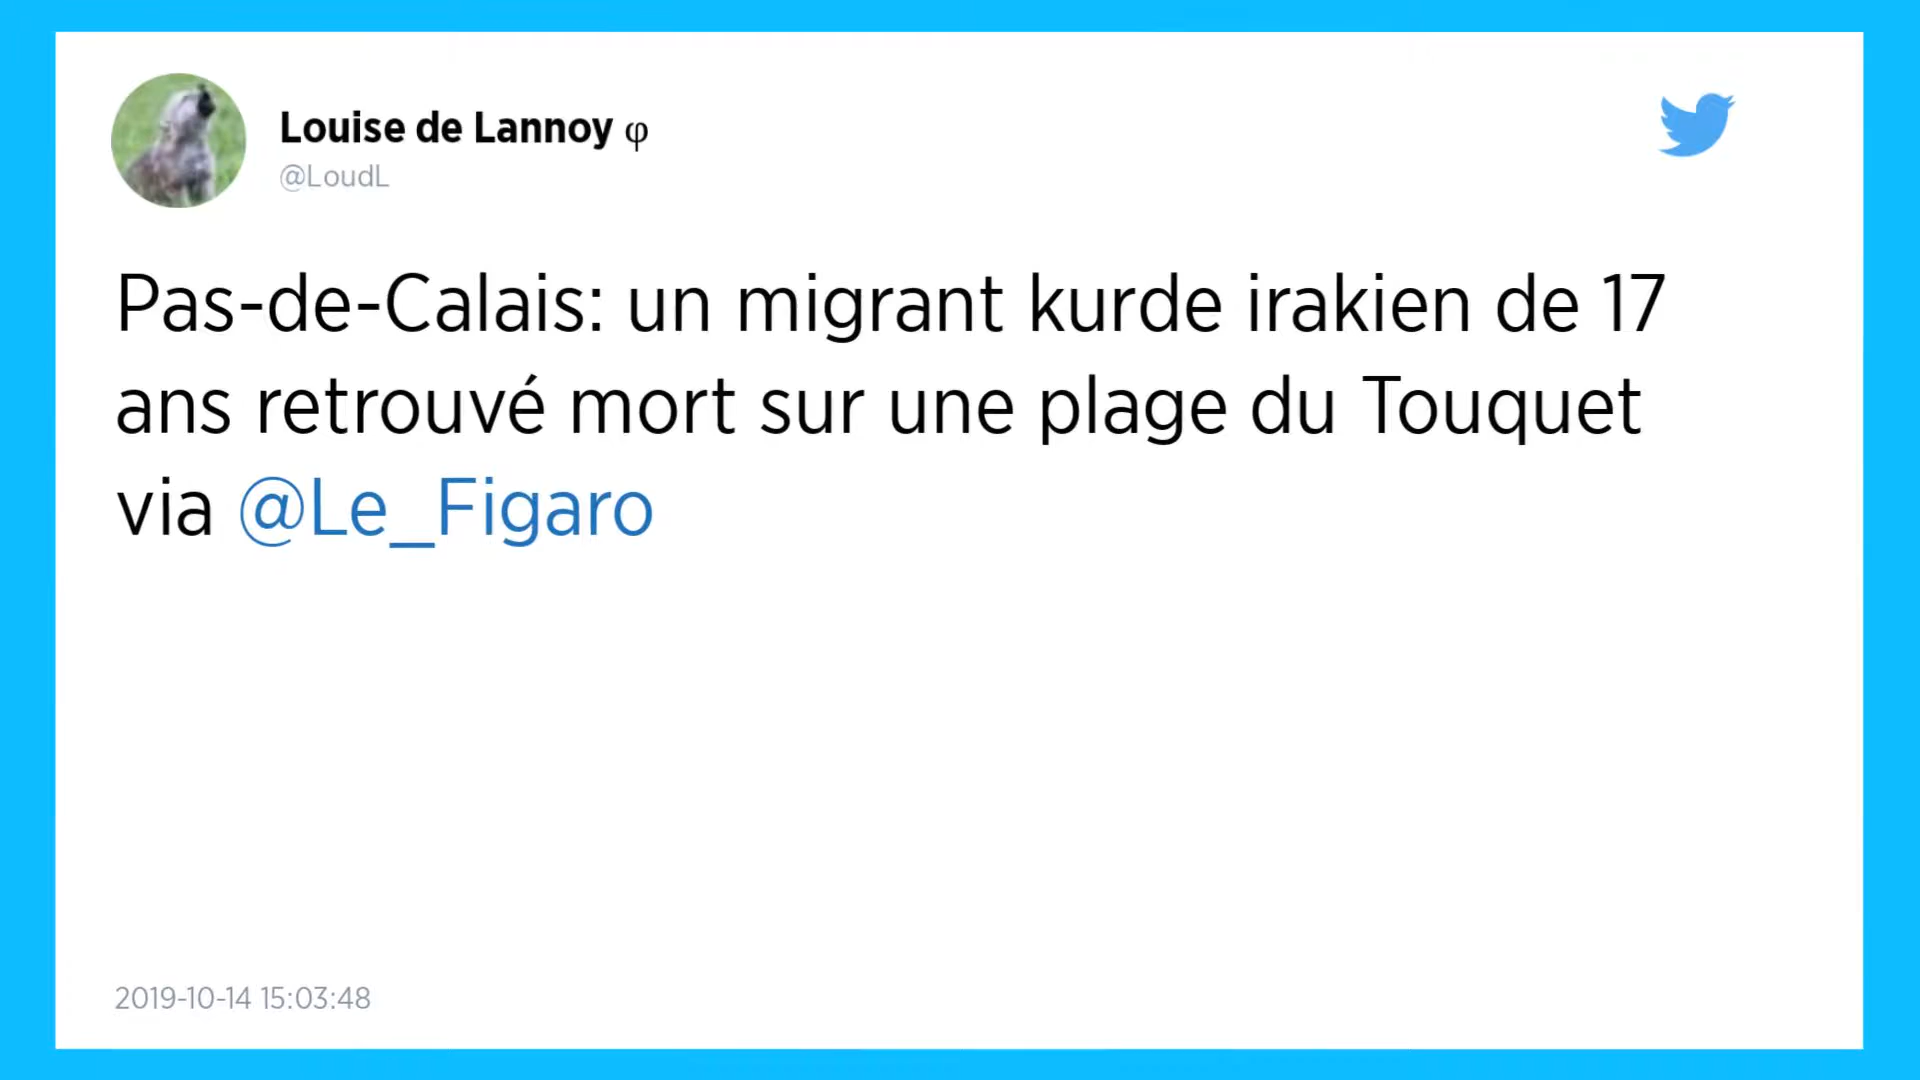 Louise de Lannoy φ
@LoudL
Pas-de-Calais: un migrant kurde irakien de 17
ans retrouvé mort sur une plage du Touquet
via @Le_Figaro
2019-10-14 15:03:48